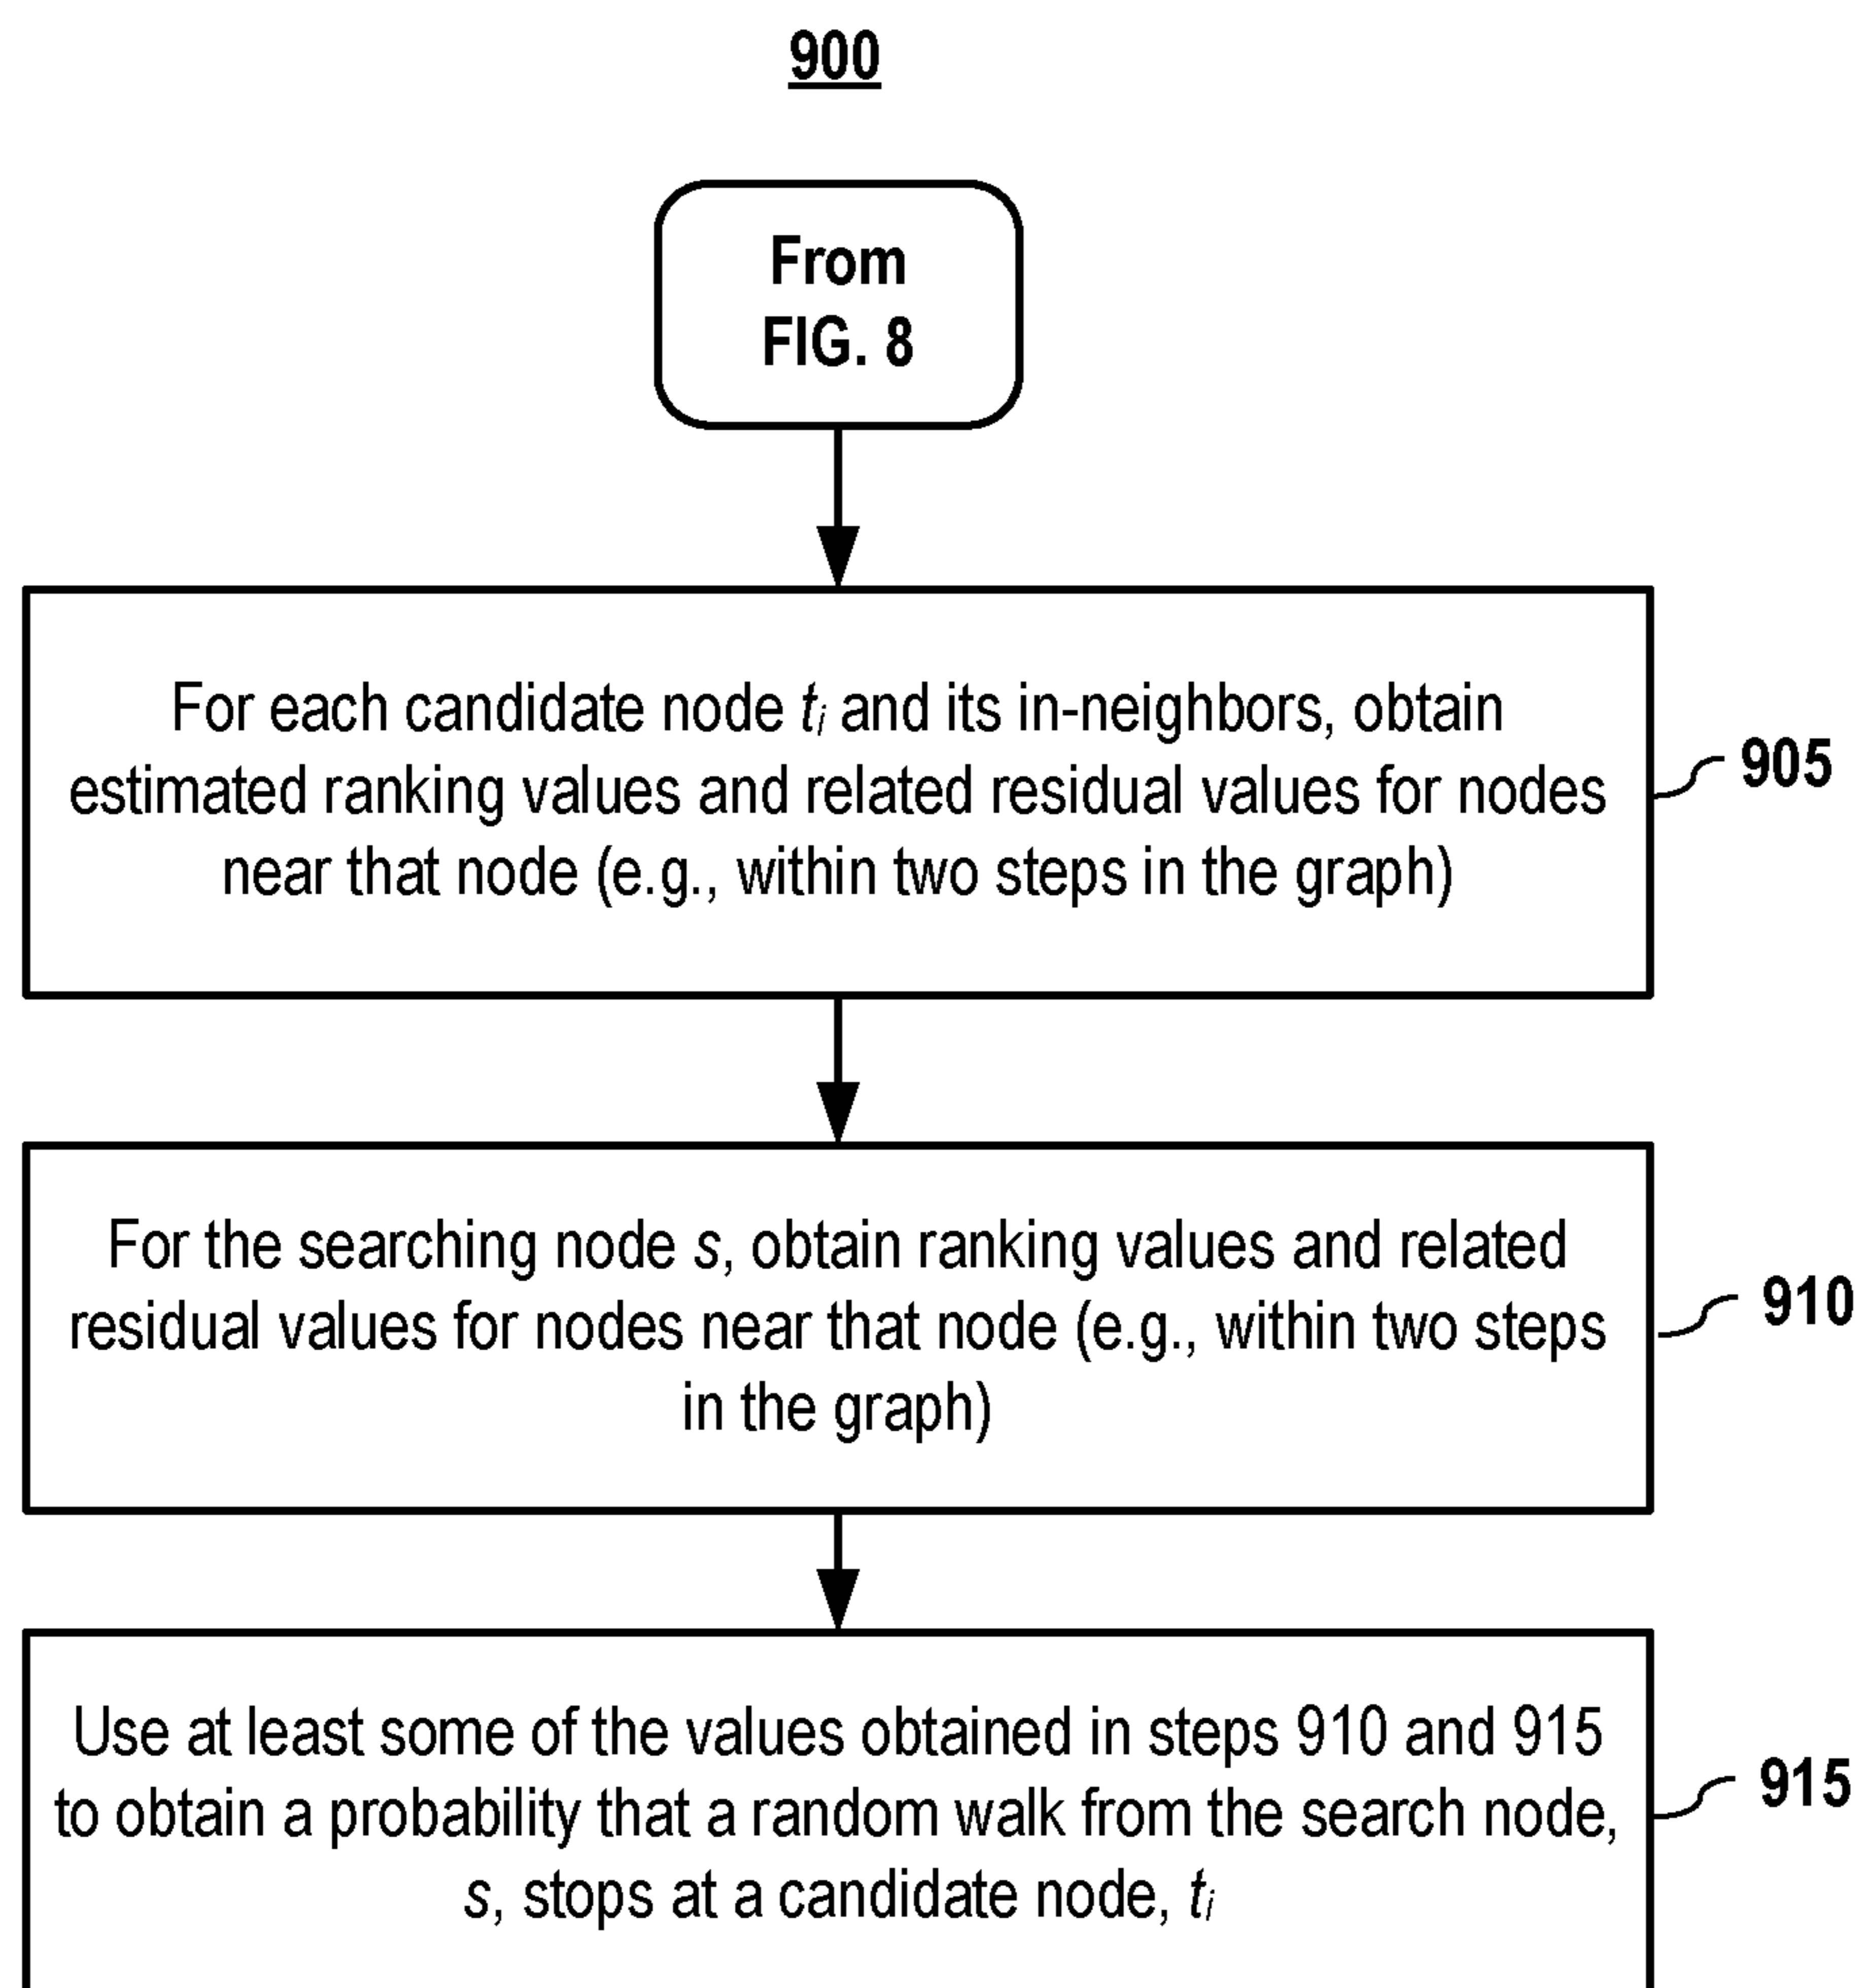 900
From
FIG. 8
For each candidate node ti and its in-neighbors, obtain
estimated ranking values and related residual values for nodes
near that node (e.g., within two steps in the graph)
905
For the searching node s, obtain ranking values and related
residual values for nodes near that node (e.g., within two steps
in the graph)
910
Use at least some of the values obtained in steps 910 and 915
to obtain a probability that a random walk from the search node,
s, stops at a candidate node, ti
915